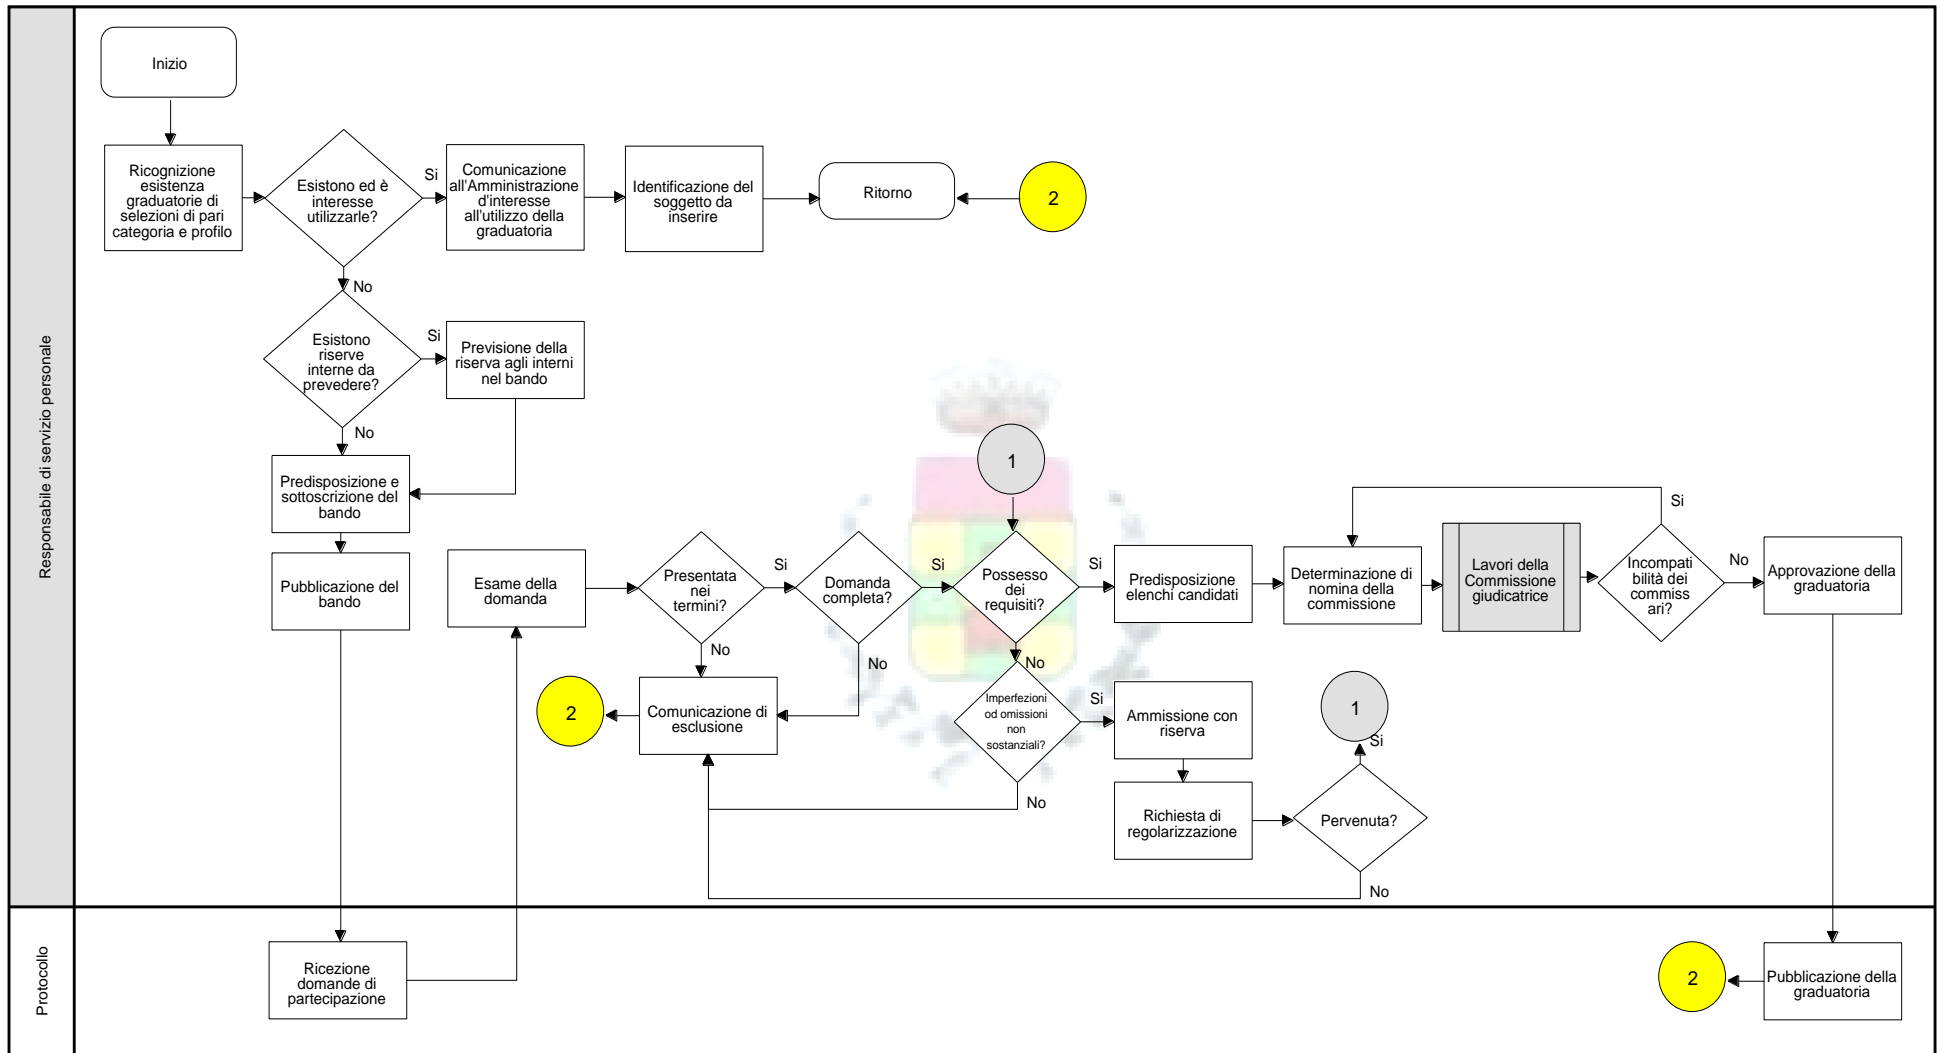 Responsabile di servizio personale
Inizio
Ricognizione
esistenza
graduatorie di
selezioni di pari
categoria e profilo
Esistono ed è
interesse
utilizzarle?
Si
Comunicazione
all'Amministrazione
d'interesse
all'utilizzo della
graduatoria
Identificazione del
soggetto da
inserire
Ritorno
2
No
Esistono
riserve
interne da
prevedere?
Si
Previsione della
riserva agli interni
nel bando
No
Predisposizione e
sottoscrizione del
bando
Pubblicazione del
bando
Esame della
domanda
Presentata
nei
termini?
Si
Domanda
completa?
Si
1
Possesso
dei
requisiti?
Si
Predisposizione
elenchi candidati
Determinazione di
nomina della
commissione
Lavori della
Commissione
giudicatrice
Si
Incompati
bilità dei
commiss
ari?
No
Approvazione della
graduatoria
No
No
No
2
Comunicazione di
esclusione
Imperfezioni
od omissioni
non
sostanziali?
Si
Ammissione con
riserva
1
Si
No
Richiesta di
regolarizzazione
Pervenuta?
No
Protocollo
Ricezione
domande di
partecipazione
2
Pubblicazione della
graduatoria